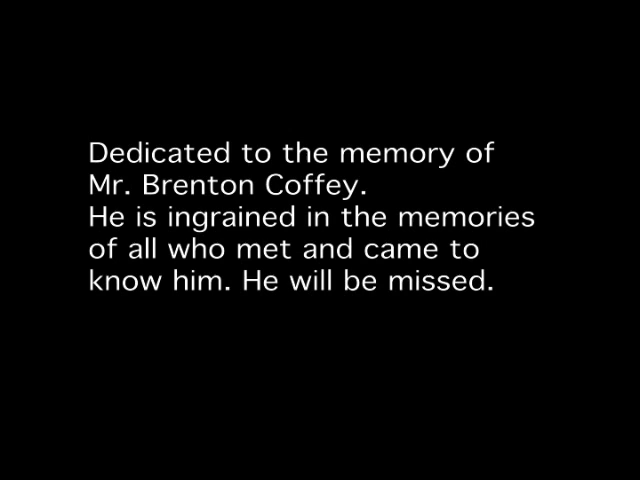 Dedicated to the memory of
Mr. Brenton Coffey.
He is ingrained in the memories
of all who met and came to
know him. He will be missed.